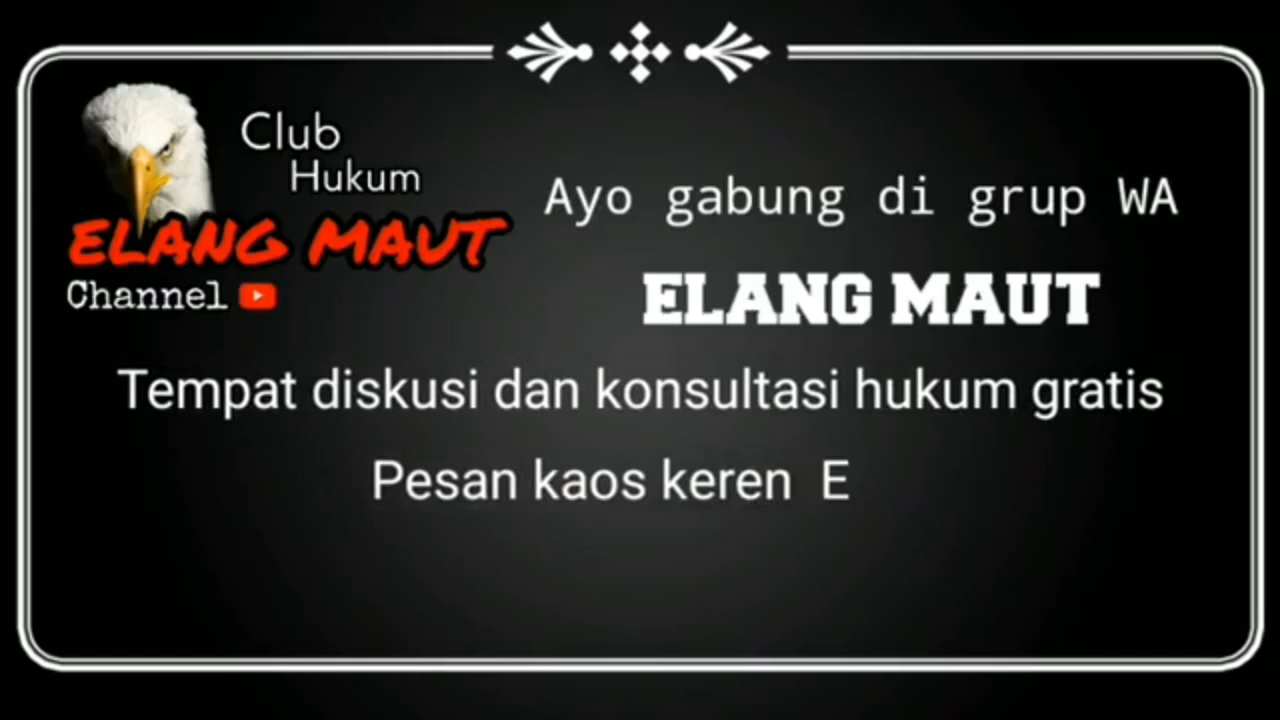 Club
Hukum
ELANG MAUT
Channel
Ayo gabung di grup WA
ELANG MAUT
Tempat diskusi dan konsultasi hukum gratis
Pesan kaos keren E